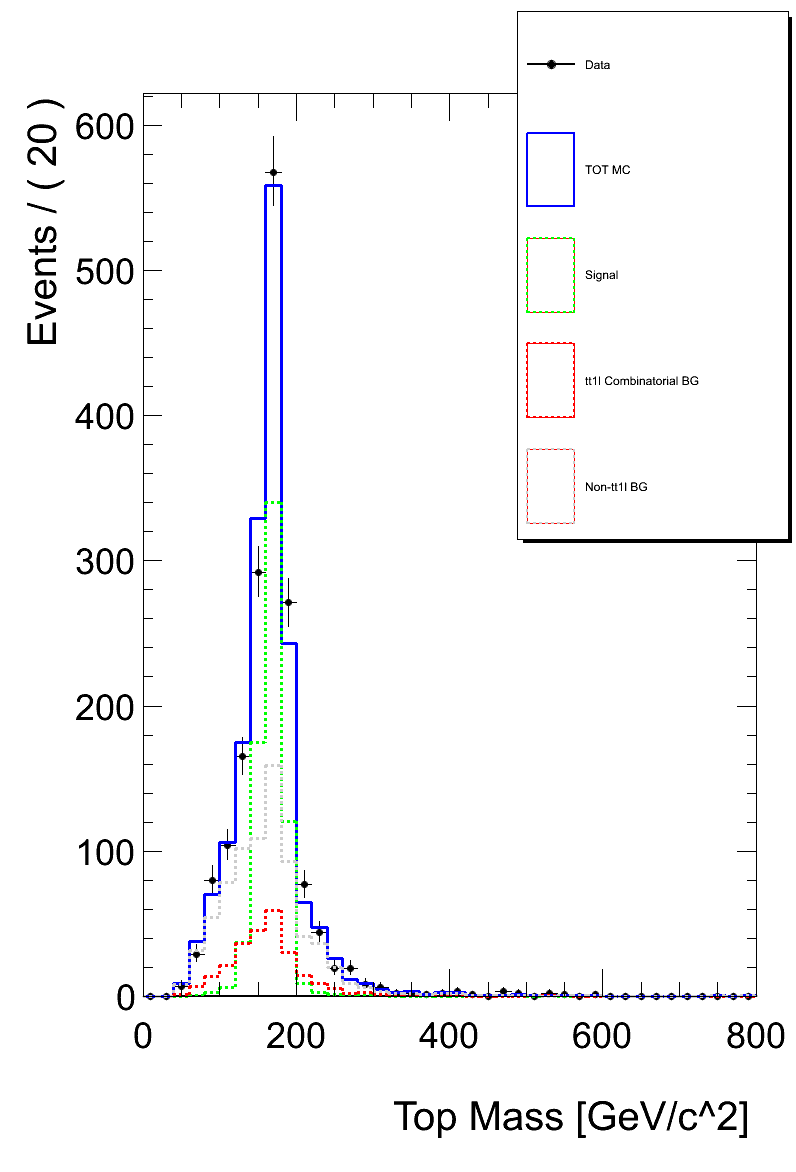 Data
TOT MC
Signal
tt1l Combinatorial BG
Non-tt1l BG
Events / ( 20 )
600
500
400
300
200
100
0
0 200 400 600 800
Top Mass [GeV/c^2]